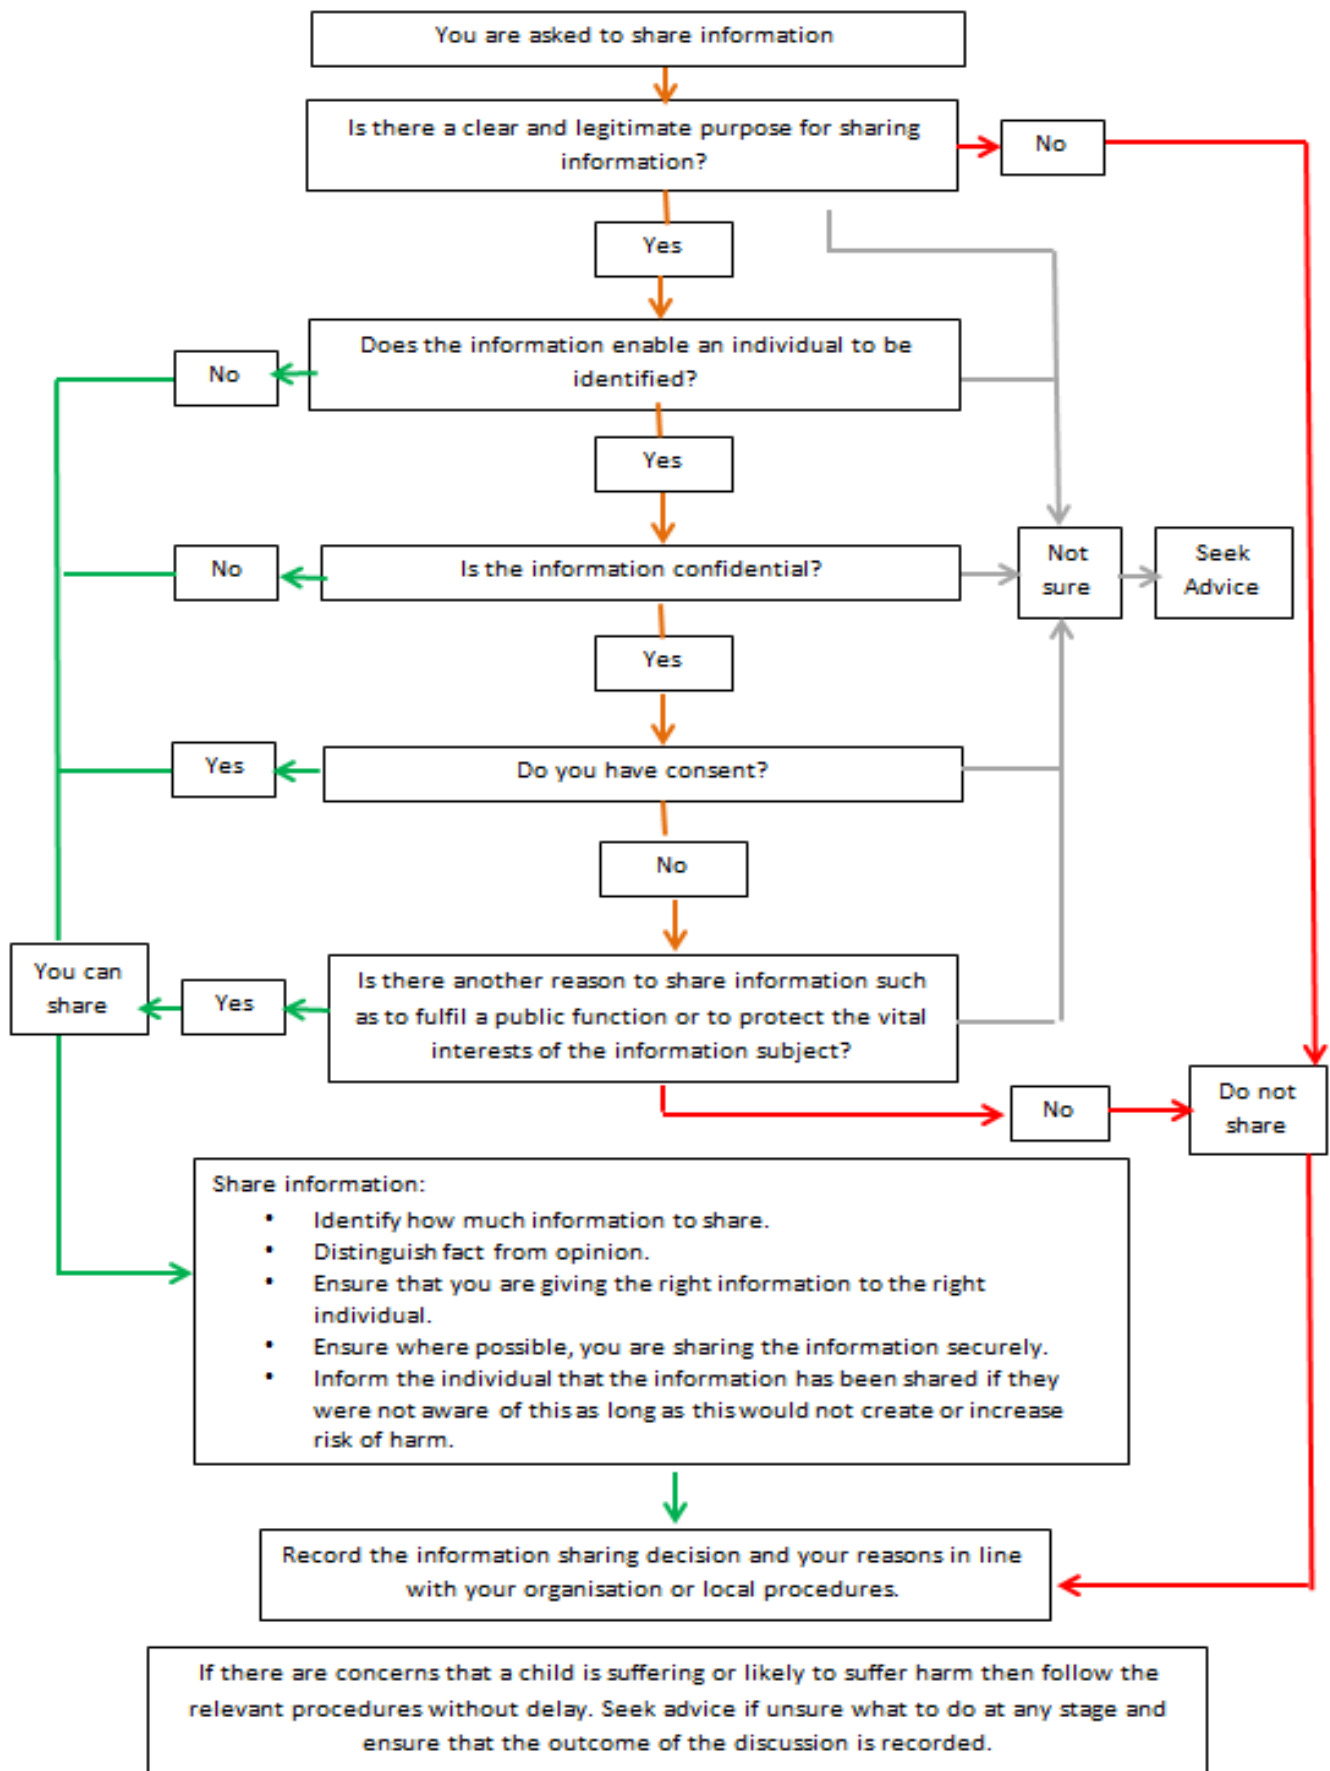 You are asked to share information
Is there a clear and legitimate purpose for sharing
information?
No
Yes
Does the information enable an individual to be
identified?
No
Yes
Is the information confidential?
No
Not
sure
Seek
Advice
Yes
Do you have consent?
Yes
No
Is there another reason to share information such
as to fulfil a public function or to protect the vital
interests of the information subject?
Yes
You can
share
No
Do not
share
Share information:
• Identify how much information to share.
• Distinguish fact from opinion.
• Ensure that you are giving the right information to the right
individual.
• Ensure where possible, you are sharing the information securely.
• Inform the individual that the information has been shared if they
were not aware of this as long as this would not create or increase
risk of harm.
Record the information sharing decision and your reasons in line
with your organisation or local procedures.
If there are concerns that a child is suffering or likely to suffer harm then follow the
relevant procedures without delay. Seek advice if unsure what to do at any stage and
ensure that the outcome of the discussion is recorded.